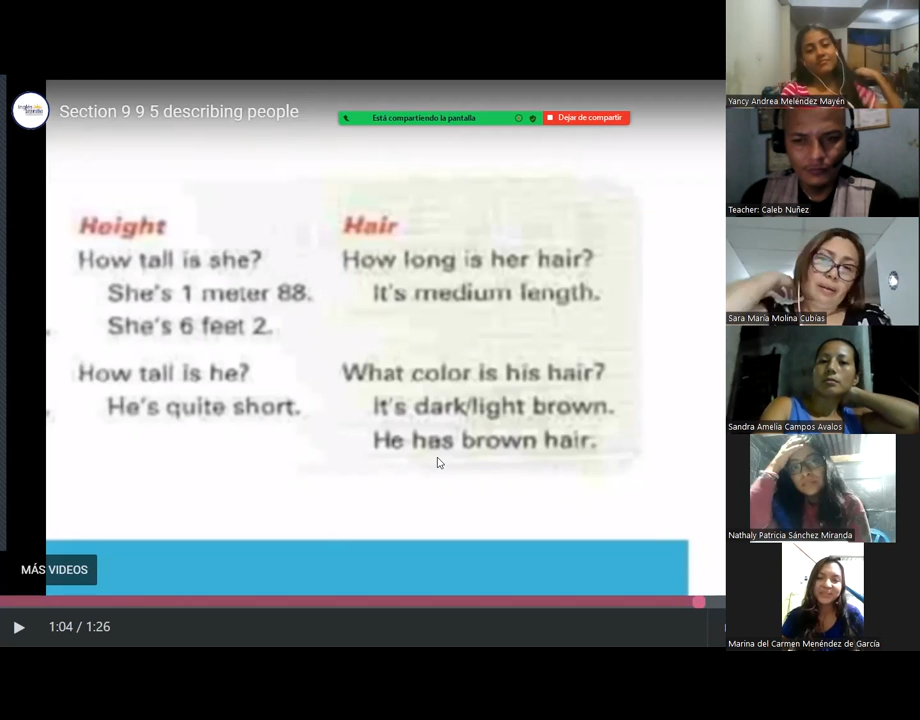 Section 9 9 5 describing people
Está compartiendo la pantalla
Dejar de compartir
Height
How tall is she?
She's 1 meter 88.
She's 6 feet 2.
How tall is he?
He's quite short.
Hair
How long is her hair?
It's medium length.
What color is his hair?
It's dark/light brown.
He has brown hair.
MÁS VIDEOS
1:04 / 1:26
Yancy Andrea Meléndez Mayén
Teacher: Caleb Nuñez
Sara María Molina Cubías
Sandra Amelia Campos Avalos
Nathaly Patricia Sánchez Miranda
Marina del Carmen Menéndez de García